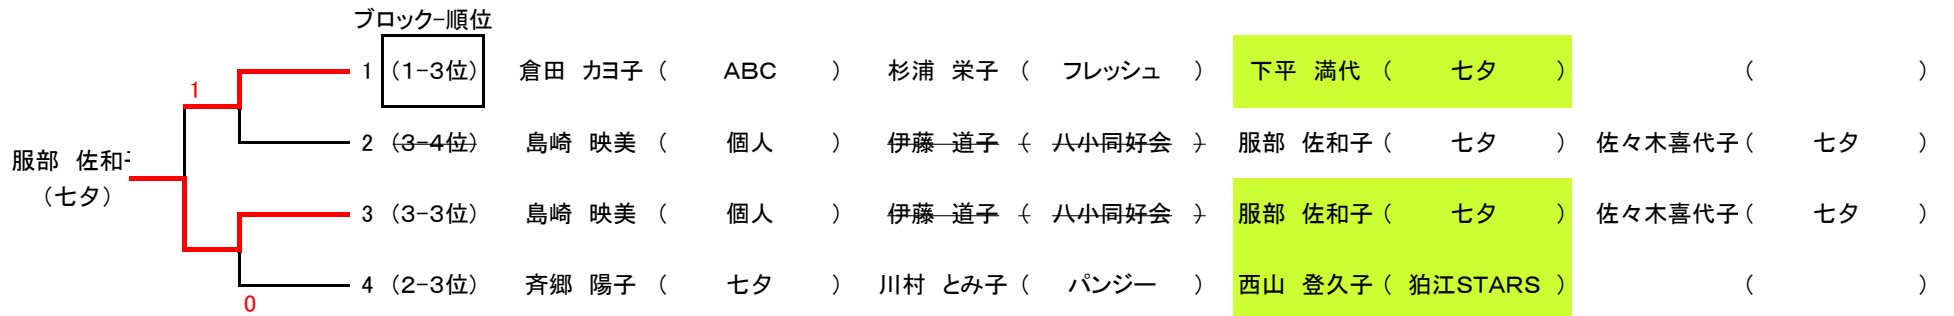 ブロック-順位
1 (1-3位) 倉田 カヨ子 ( ABC ) 杉浦 栄子 ( フレッシュ ) 下平 満代 ( 七夕 ) ( )
1
2 (3-4位) 島崎 映美 ( 個人 ) 伊藤 道子 ( 八小同好会 ) 服部 佐和子 ( 七夕 ) 佐々木喜代子 ( 七夕 )
服部 佐和
(七夕)
3 (3-3位) 島崎 映美 ( 個人 ) 伊藤 道子 ( 八小同好会 ) 服部 佐和子 ( 七夕 ) 佐々木喜代子 ( 七夕 )
4 (2-3位) 斉郷 陽子 ( 七夕 ) 川村 とみ子 ( パンジー ) 西山 登久子 ( 狛江STARS ) ( )
0